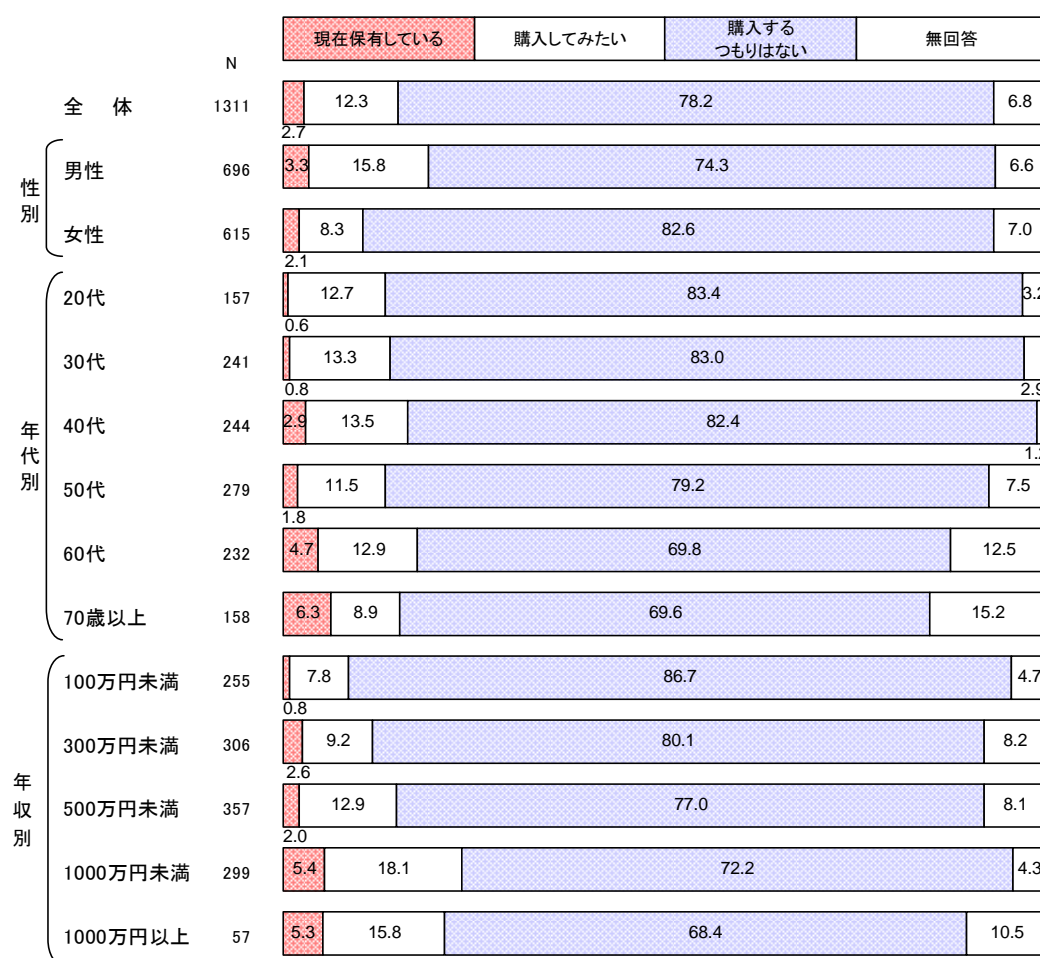 現在保有している 購入してみたい 購入する つもりはない 無回答
N
全 体 1311 2.7 12.3 78.2 6.8
性別
男性 696 3.3 15.8 74.3 6.6
女性 615 2.1 8.3 82.6 7.0
年代別
20代 157 0.6 12.7 83.4 3.2
30代 241 0.8 13.3 83.0 2.9
40代 244 2.9 13.5 82.4 1.2
50代 279 1.8 11.5 79.2 7.5
60代 232 4.7 12.9 69.8 12.5
70歳以上 158 6.3 8.9 69.6 15.2
年収別
100万円未満 255 0.8 7.8 86.7 4.7
300万円未満 306 2.6 9.2 80.1 8.2
500万円未満 357 2.0 12.9 77.0 8.1
1000万円未満 299 5.4 18.1 72.2 4.3
1000万円以上 57 5.3 15.8 68.4 10.5